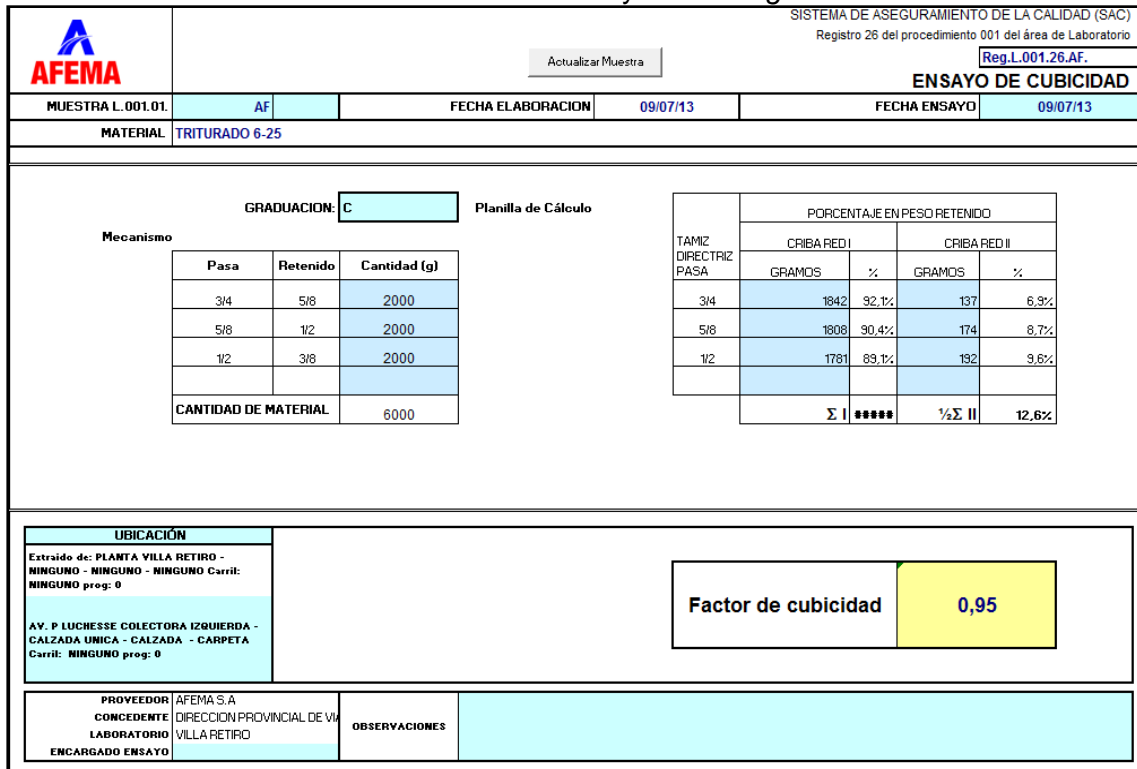 SISTEMA DE ASEGURAMIENTO DE LA CALIDAD (SAC)
Registro 26 del procedimiento 001 del área de Laboratorio
AFEMA
Actualizar Muestra
Reg.L.001.26.AF.
ENSAYO DE CUBICIDAD
MUESTRA L.001.01. AF FECHA ELABORACION 09/07/13 FECHA ENSAYO 09/07/13
MATERIAL TRITURADO 6-25
GRADUACION: C Planilla de Cálculo
Mecanismo
Pasa Retenido Cantidad (g)
3/4 5/8 2000
5/8 1/2 2000
1/2 3/8 2000
CANTIDAD DE MATERIAL 6000
TAMIZ DIRECTRIZ PASA
PORCENTAJE EN PESO RETENIDO
CRIBA RED I CRIBA RED II
GRAMOS % GRAMOS %
3/4 1842 92,1% 137 6,9%
5/8 1808 90,4% 174 8,7%
1/2 1781 89,1% 192 9,6%
Σ I ##### ½Σ II 12,6%
UBICACIÓN
Extraido de: PLANTA VILLA RETIRO -
NINGUNO - NINGUNO - NINGUNO Carril:
NINGUNO prog: 0
AV. P LUCHESSE COLECTORA IZQUIERDA -
CALZADA UNICA - CALZADA - CARPETA
Carril: NINGUNO prog: 0
Factor de cubicidad 0,95
PROVEEDOR AFEMA S.A
CONCEDENTE DIRECCION PROVINCIAL DE VI
LABORATORIO VILLA RETIRO
ENCARGADO ENSAYO
OBSERVACIONES